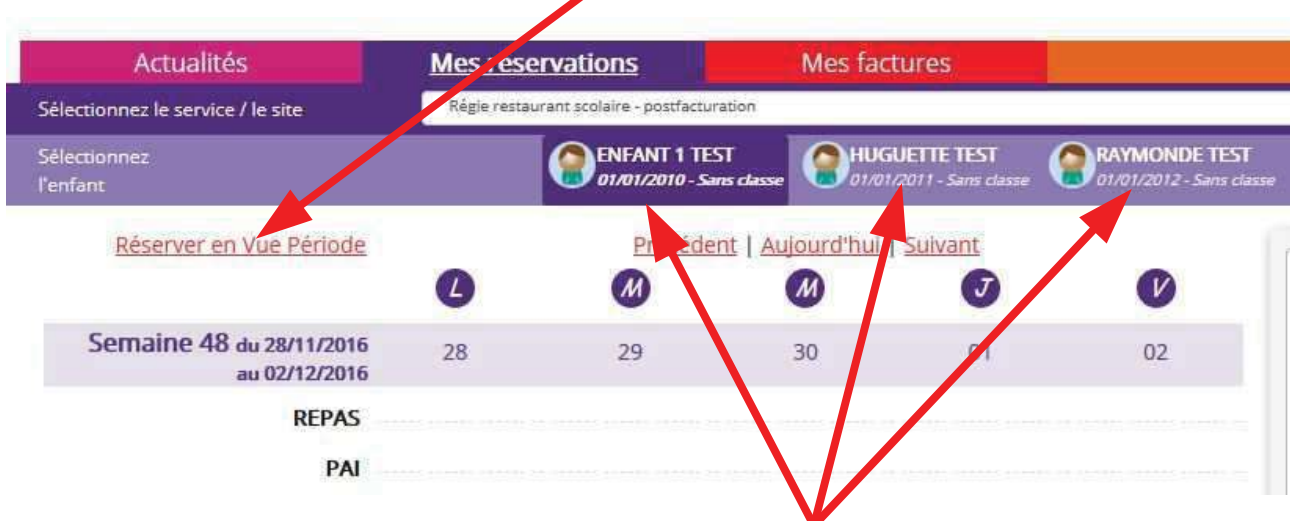 Actualités
Mes reservations
Mes factures
Sélectionnez le service / le site
Régie restaurant scolaire - postfacturation
Sélectionnez
l'enfant
ENFANT 1 TEST
01/01/2010 - Sans classe
HUGUETTE TEST
01/01/2011 - Sans classe
RAYMONDE TEST
01/01/2012 - Sans classe
Réserver en Vue Période
Précédent | Aujourd'hui | Suivant
L M M J V
Semaine 48 du 28/11/2016
au 02/12/2016
28 29 30 01 02
REPAS
PAI